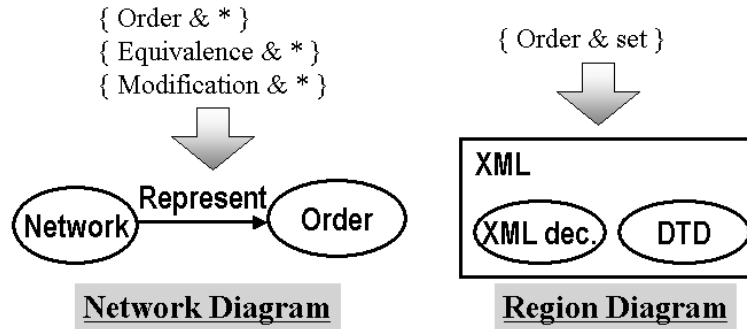 { Order & * }
{ Equivalence & * }
{ Modification & * }
Network
Represent
Order
Network Diagram
{ Order & set }
XML
XML dec.
DTD
Region Diagram